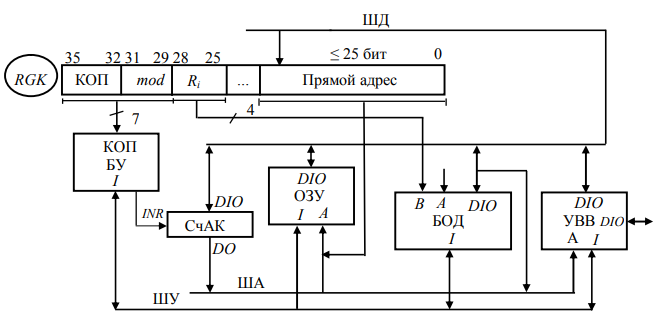 ШД
35 32 31 29 28 25 ≤ 25 бит 0
RGK КОП mod Ri ... Прямой адрес
7 4
КОП
БУ
I
INR
DIO
СчАК
DO
DIO
ОЗУ
I A
B A DIO
БОД
I
DIO
УВВ DIO
A I
ША
ШУ